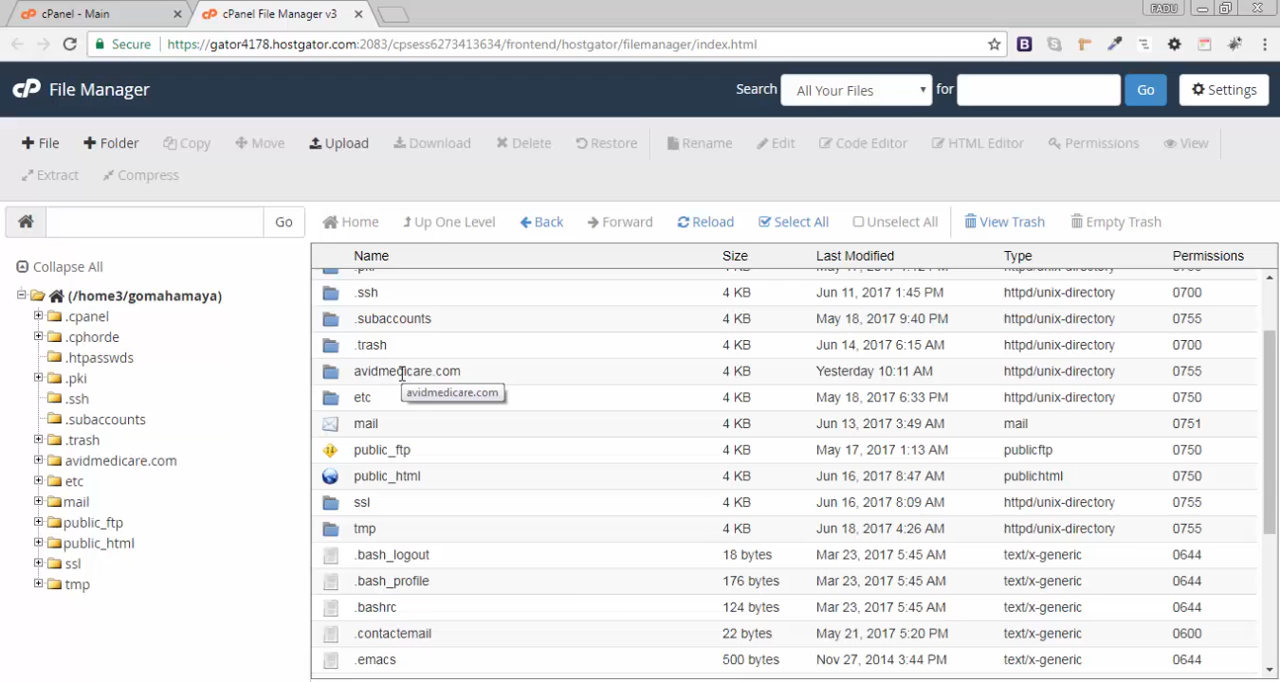 cPanel - Main
cPanel File Manager v3
FADU
Secure
https://gator4178.hostgator.com:2083/cpsess6273413634/frontend/hostgator/filemanager/index.html
cP File Manager
Search All Your Files for Go Settings
File Folder Copy Move Upload Download Delete Restore Rename Edit Code Editor HTML Editor Permissions View
Extract Compress
Go Home Up One Level Back Forward Reload Select All Unselect All View Trash Empty Trash
Collapse All
(/home3/gomahamaya)
.cpanel
.cphorde
.htpasswds
.pki
.ssh
.subaccounts
.trash
avidmedicare.com
etc
mail
public_ftp
public_html
ssl
tmp
Name Size Last Modified Type Permissions
.ssh 4 KB Jun 11, 2017 1:45 PM httpd/unix-directory 0700
.subaccounts 4 KB May 18, 2017 9:40 PM httpd/unix-directory 0755
.trash 4 KB Jun 14, 2017 6:15 AM httpd/unix-directory 0700
avidmedicare.com 4 KB Yesterday 10:11 AM httpd/unix-directory 0755
avidmedicare.com
etc 4 KB May 18, 2017 6:33 PM httpd/unix-directory 0750
mail 4 KB Jun 13, 2017 3:49 AM mail 0751
public_ftp 4 KB May 17, 2017 1:13 AM publicftp 0750
public_html 4 KB Jun 16, 2017 8:47 AM publichtml 0750
ssl 4 KB Jun 16, 2017 8:09 AM httpd/unix-directory 0755
tmp 4 KB Jun 18, 2017 4:26 AM httpd/unix-directory 0755
.bash_logout 18 bytes Mar 23, 2017 5:45 AM text/x-generic 0644
.bash_profile 176 bytes Mar 23, 2017 5:45 AM text/x-generic 0644
.bashrc 124 bytes Mar 23, 2017 5:45 AM text/x-generic 0644
.contactemail 22 bytes May 21, 2017 5:20 PM text/x-generic 0600
.emacs 500 bytes Nov 27, 2014 3:44 PM text/x-generic 0644